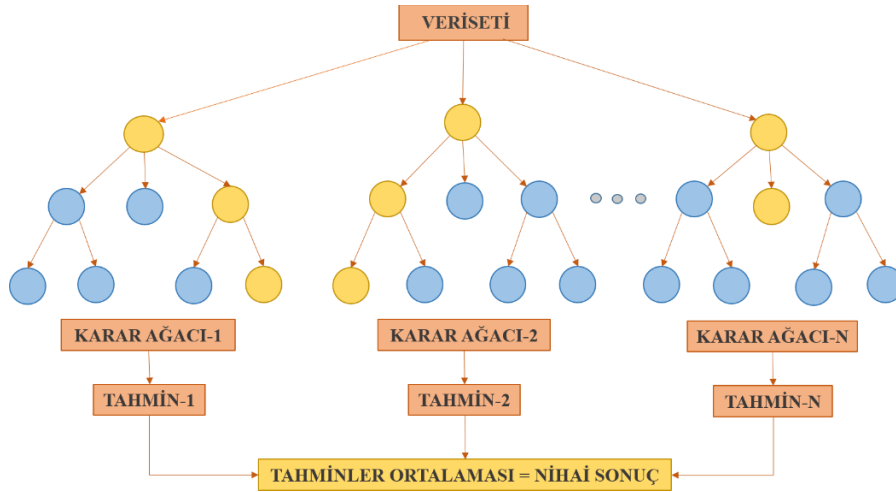 VERİSETİ
KARAR AĞACI-1
KARAR AĞACI-2
KARAR AĞACI-N
TAHMİN-1
TAHMİN-2
TAHMİN-N
TAHMİNLER ORTALAMASI = NİHAİ SONUÇ